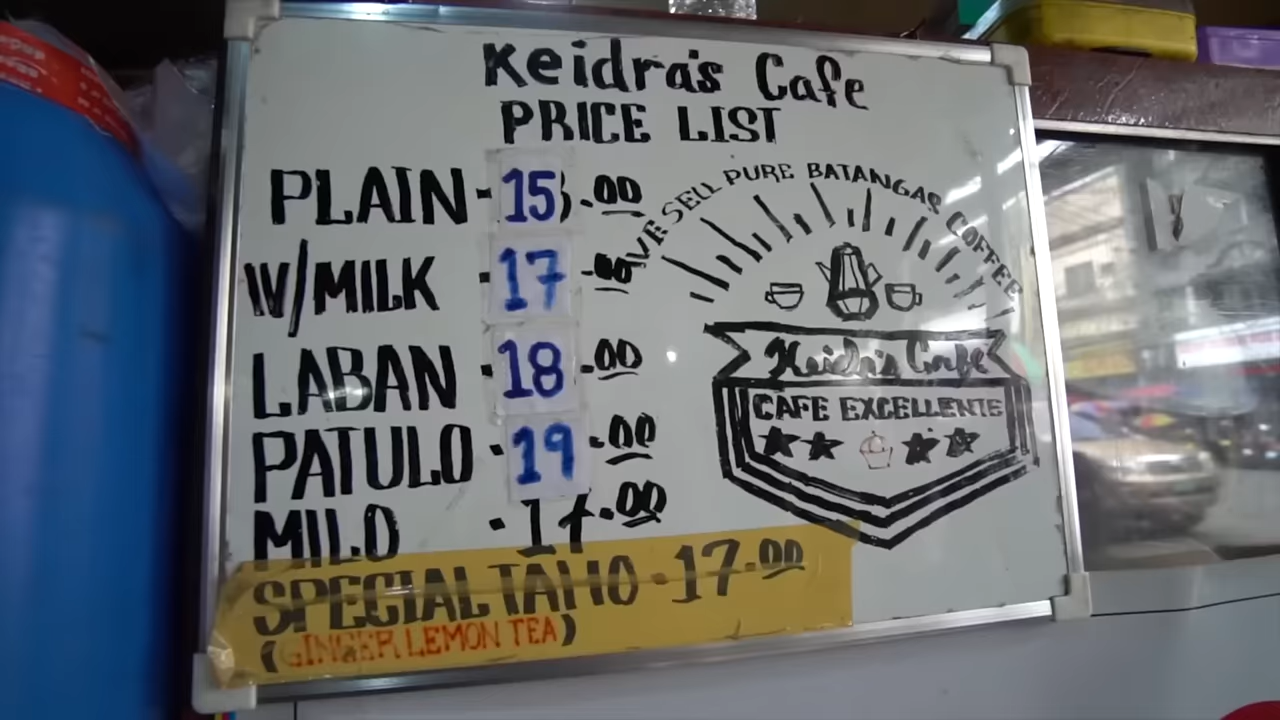 Keidra's Cafe
PRICE LIST
PLAIN - 15.00
W/MILK - 17 -00
LABAN - 18 -00
PATULO - 19 -00
MILO - 17.00
SPECIAL TAHO - 17.00
(GINGER LEMON TEA)
WE SELL PURE BATANGAS COFFEE
Keidra's Cafe
CAFE EXCELLENTE